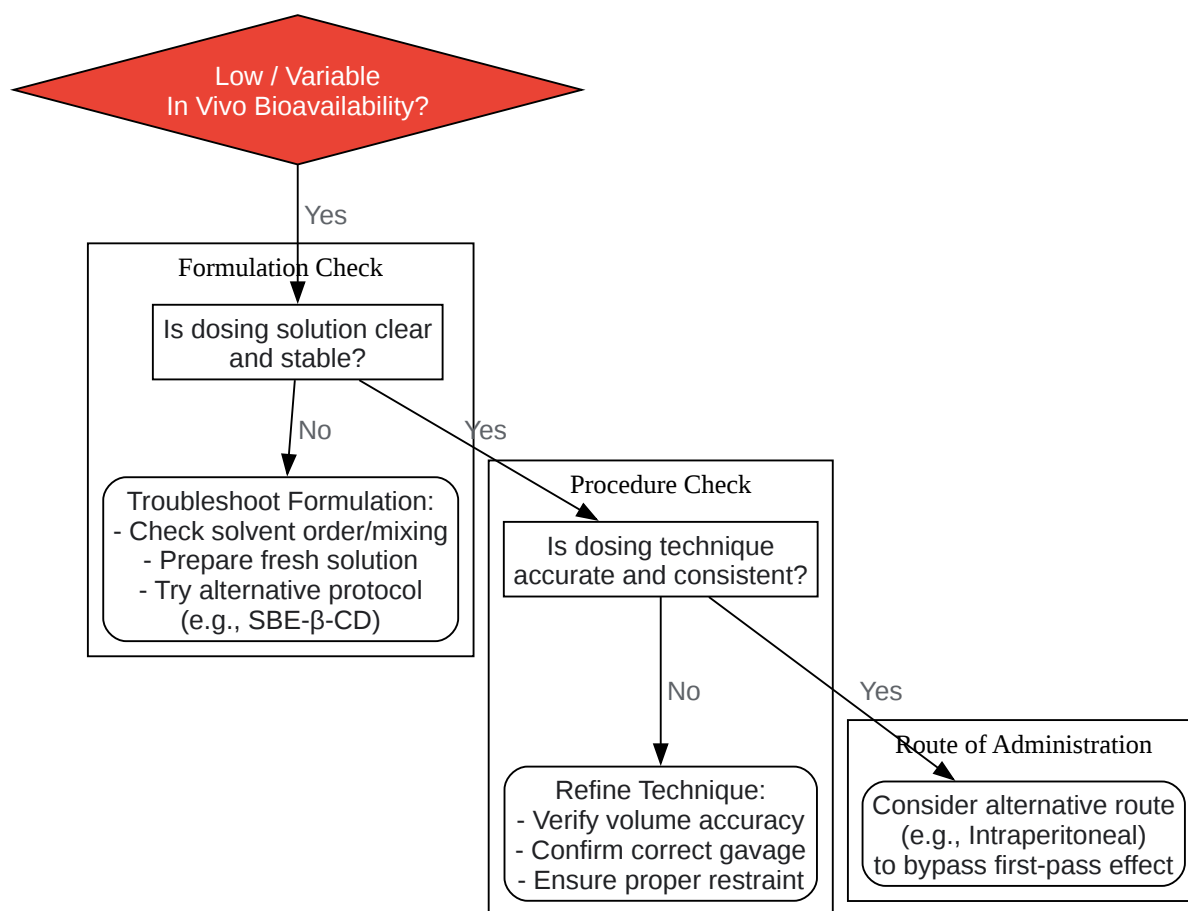 Low / Variable
In Vivo Bioavailability?
Yes
Formulation Check
Is dosing solution clear
and stable?
No
Yes
Troubleshoot Formulation:
- Check solvent order/mixing
- Prepare fresh solution
- Try alternative protocol
(e.g., SBE-β-CD)
Procedure Check
Is dosing technique
accurate and consistent?
No
Yes
Refine Technique:
- Verify volume accuracy
- Confirm correct gavage
- Ensure proper restraint
Route of Administration
Consider alternative route
(e.g., Intraperitoneal)
to bypass first-pass effect